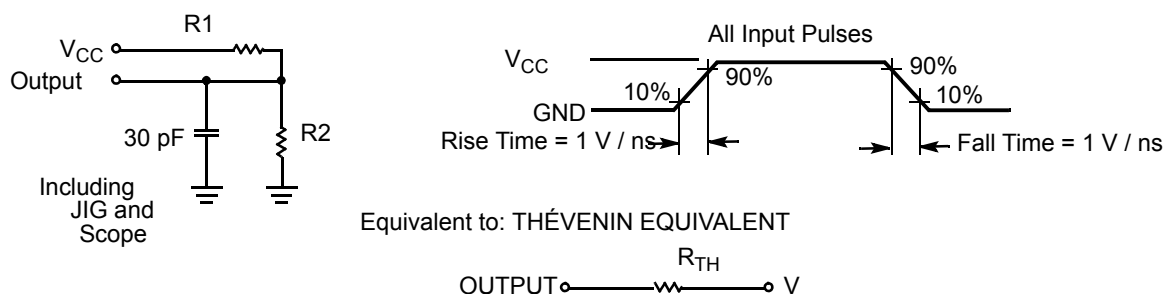 R1
V_CC
Output
30 pF
R2
Including
JIG and
Scope
All Input Pulses
V_CC
GND
10%
90%
90%
10%
Rise Time = 1 V / ns
Fall Time = 1 V / ns
Equivalent to: THÉVENIN EQUIVALENT
R_TH
OUTPUT
V